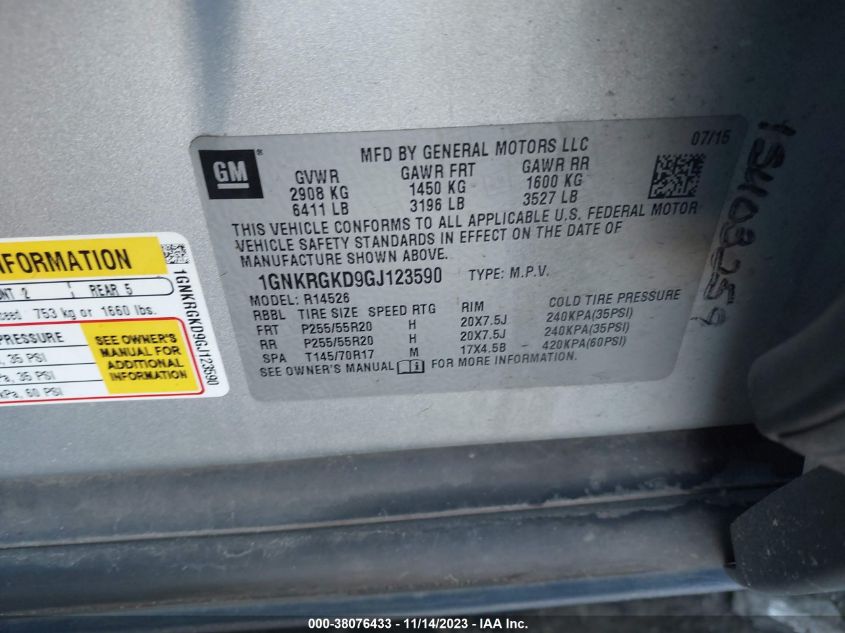 GM ®
MFD BY GENERAL MOTORS LLC
07/15
GVWR GAWR FRT GAWR RR
2908 KG 1450 KG 1600 KG
6411 LB 3196 LB 3527 LB
THIS VEHICLE CONFORMS TO ALL APPLICABLE U.S. FEDERAL MOTOR
VEHICLE SAFETY STANDARDS IN EFFECT ON THE DATE OF
MANUFACTURE SHOWN ABOVE.
1GNKRGKD9GJ123590 TYPE: M.P.V.
MODEL: R14526
RBBL TIRE SIZE SPEED RTG RIM COLD TIRE PRESSURE
FRT P255/55R20 H 20X7.5J 240KPA(35PSI)
RR P255/55R20 H 20X7.5J 240KPA(35PSI)
SPA T145/70R17 M 17X4.5B 420KPA(60PSI)
SEE OWNER'S MANUAL FOR MORE INFORMATION.
REAR 5
753 kg or 1660 lbs.
PRESSURE
35 PSI
35 PSI
60 PSI
SEE OWNER'S
MANUAL FOR
ADDITIONAL
INFORMATION
1GNKRGKD9GJ123590
INFORMATION
000-38076433 - 11/14/2023 - IAA Inc.